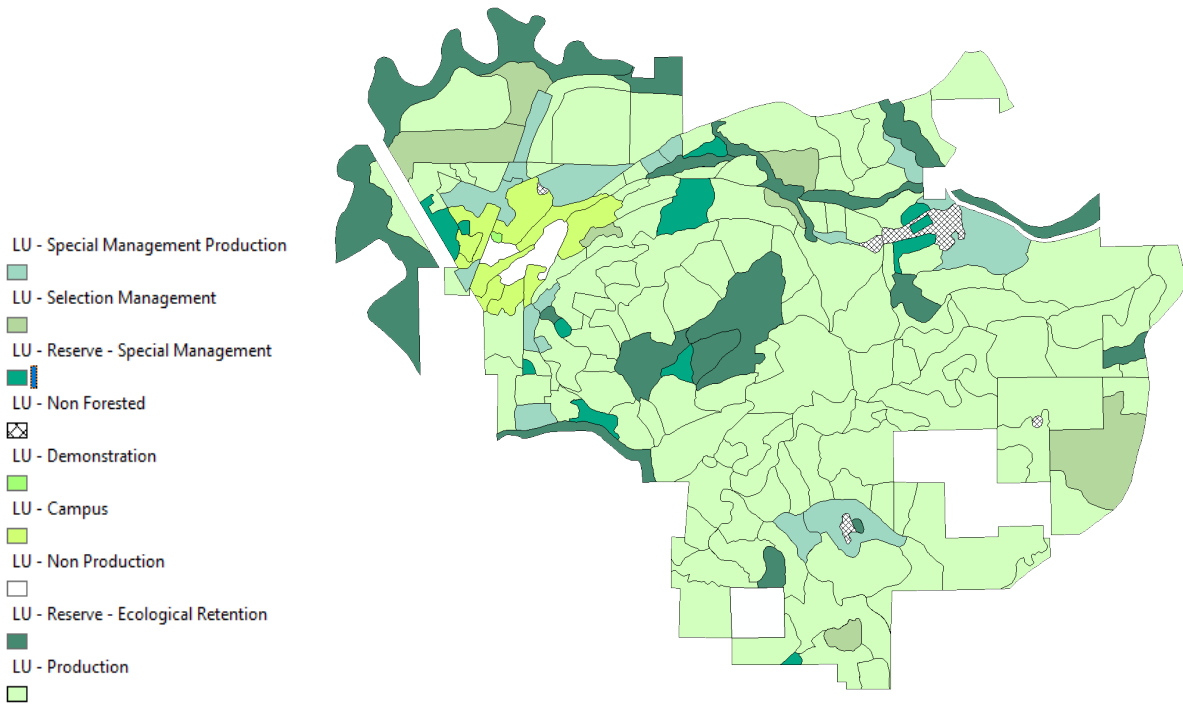 LU - Special Management Production
LU - Selection Management
LU - Reserve - Special Management
LU - Non Forested
LU - Demonstration
LU - Campus
LU - Non Production
LU - Reserve - Ecological Retention
LU - Production